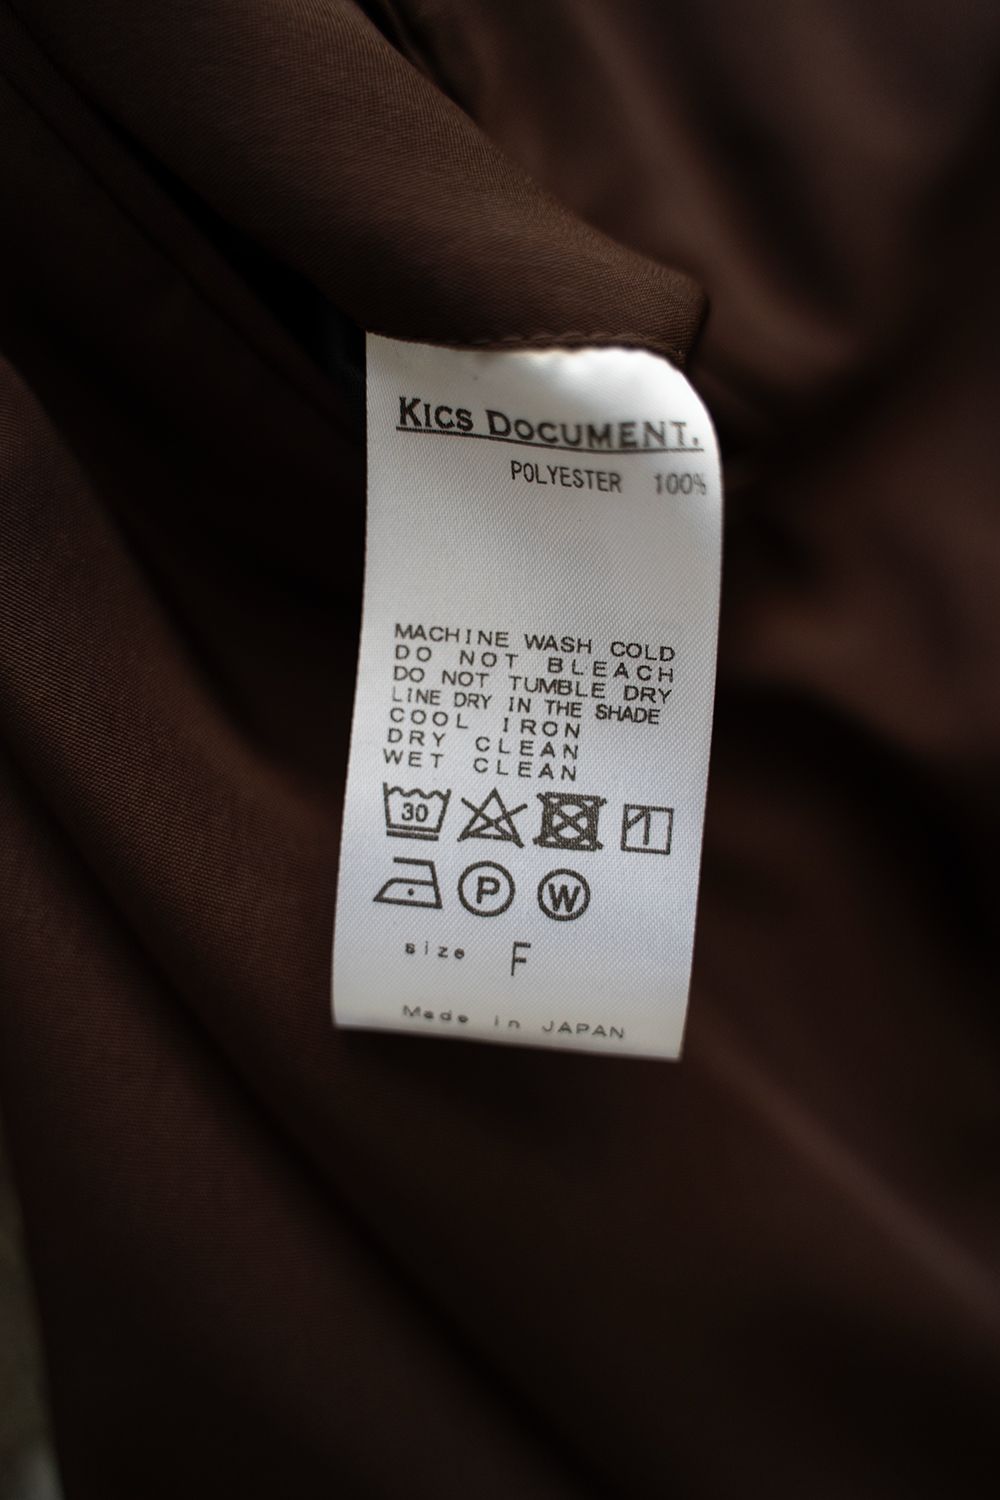 KICS DOCUMENT.
POLYESTER 100%
MACHINE WASH COLD
DO NOT BLEACH
DO NOT TUMBLE DRY
LINE DRY IN THE SHADE
COOL IRON
DRY CLEAN
WET CLEAN
30
P W
size F
Made in JAPAN